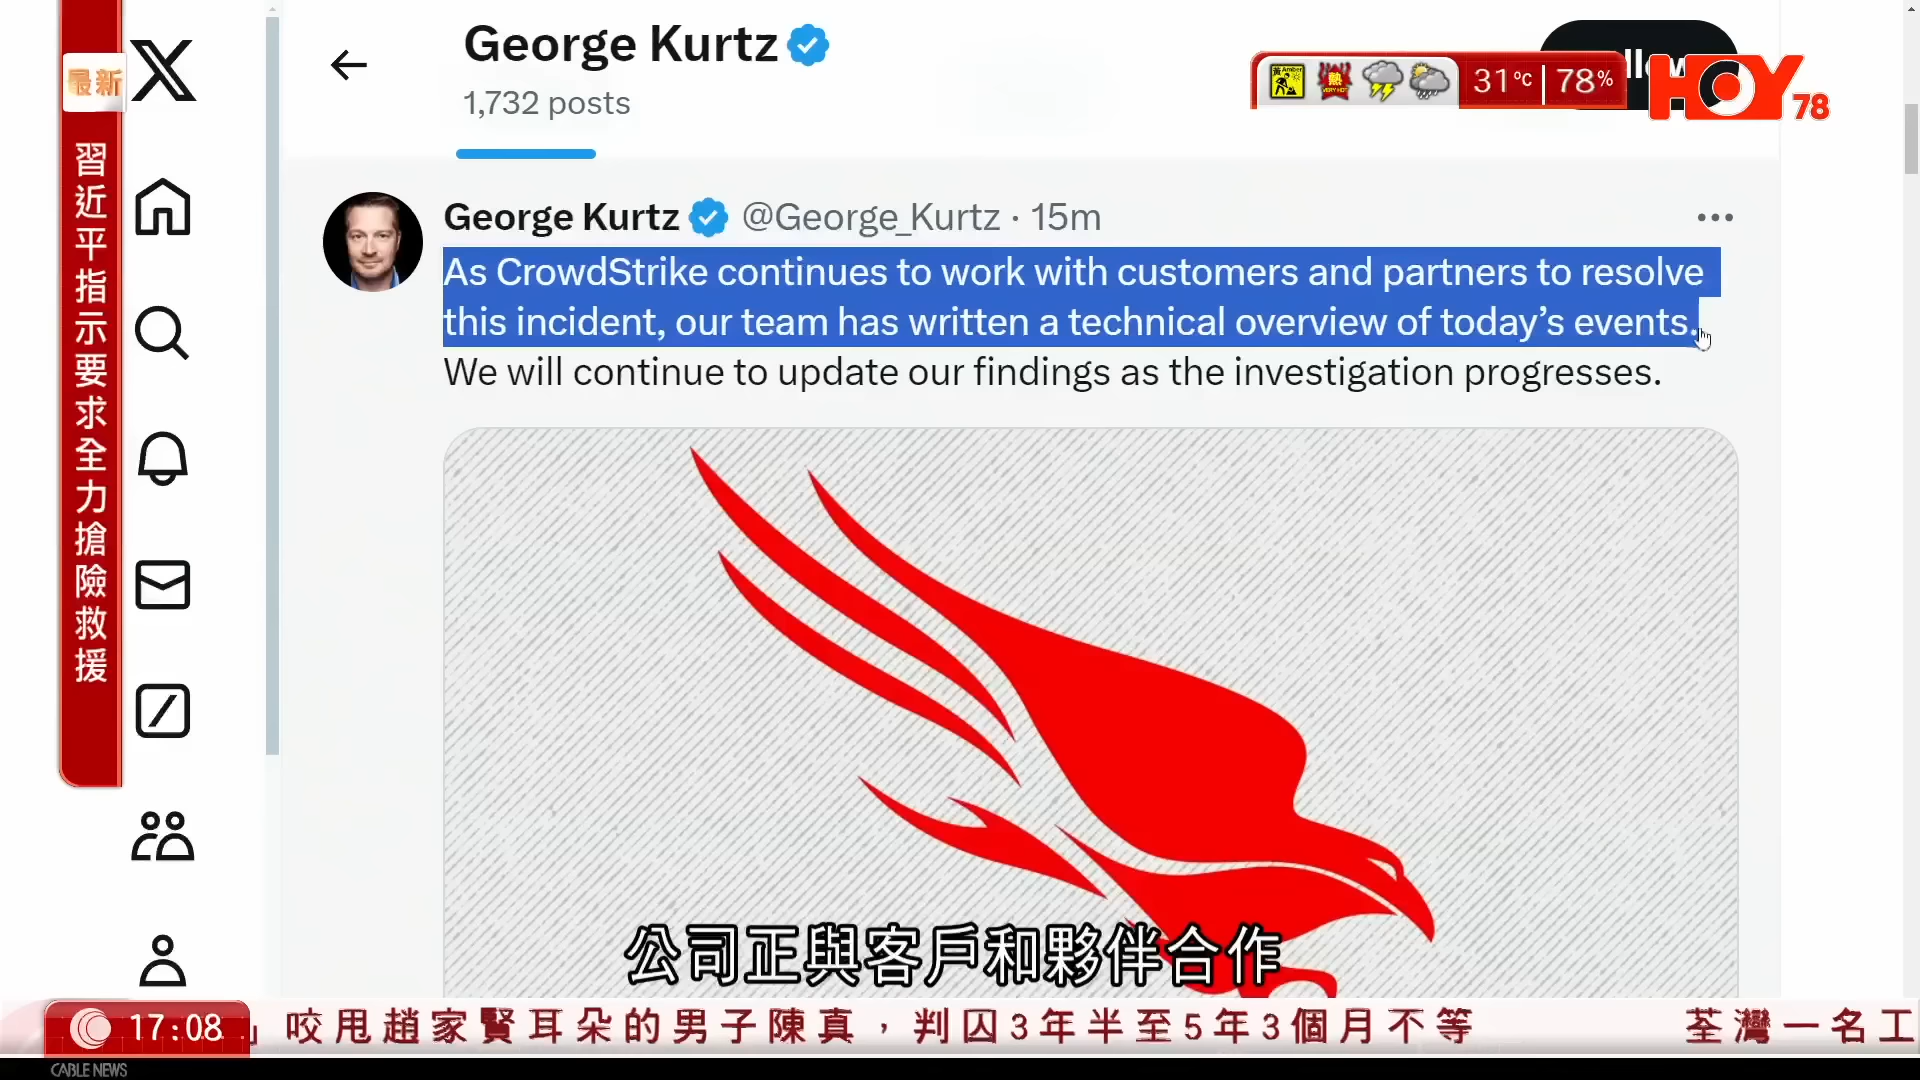 George Kurtz
1,732 posts
31°C 78%
HOY 78
最新
習近平指示要求全力搶險救援
George Kurtz @George_Kurtz · 15m
As CrowdStrike continues to work with customers and partners to resolve
this incident, our team has written a technical overview of today’s events.
We will continue to update our findings as the investigation progresses.
公司正與客戶和夥伴合作
17:08
」咬甩趙家賢耳朵的男子陳真，判囚3年半至5年3個月不等 荃灣一名工
CABLE NEWS